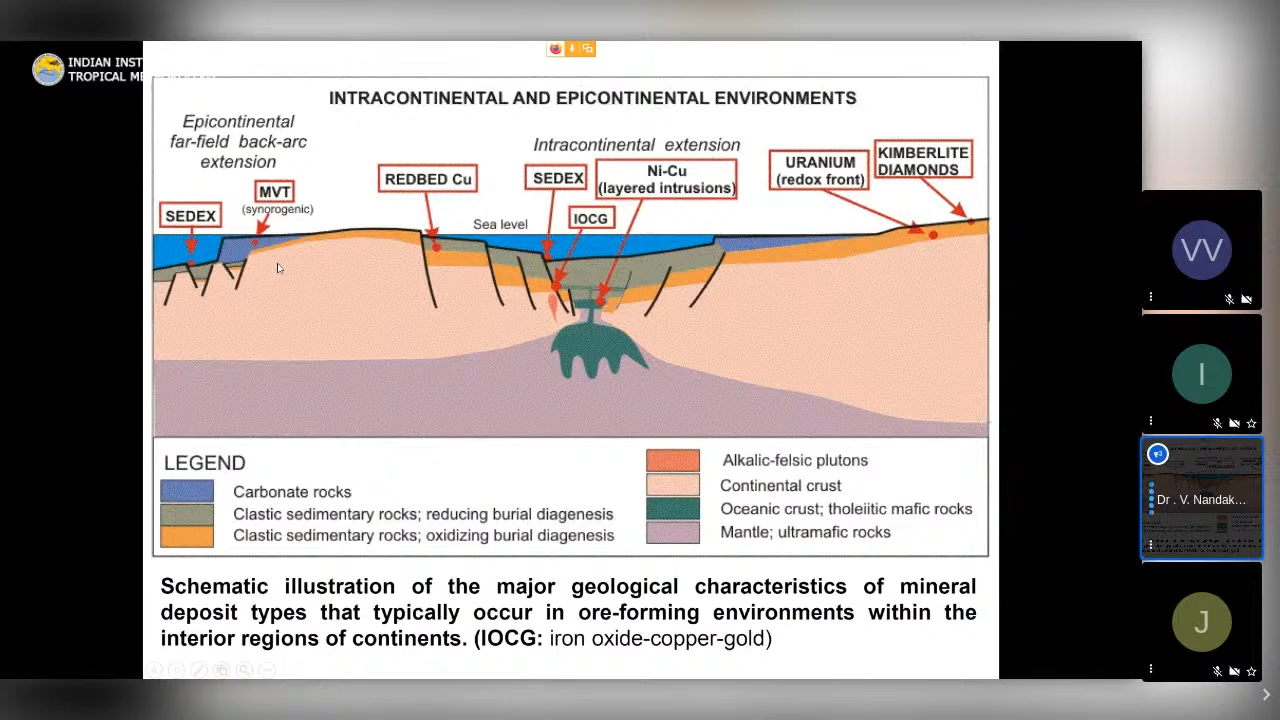 INDIAN INST
TROPICAL ME
INTRACONTINENTAL AND EPICONTINENTAL ENVIRONMENTS
Epicontinental
far-field back-arc
extension
Intracontinental extension
SEDEX
MVT
(synorogenic)
REDBED Cu
Sea level
SEDEX
IOCG
Ni-Cu
(layered intrusions)
URANIUM
(redox front)
KIMBERLITE
DIAMONDS
LEGEND
Carbonate rocks
Clastic sedimentary rocks; reducing burial diagenesis
Clastic sedimentary rocks; oxidizing burial diagenesis
Alkalic-felsic plutons
Continental crust
Oceanic crust; tholeiitic mafic rocks
Mantle; ultramafic rocks
Schematic illustration of the major geological characteristics of mineral
deposit types that typically occur in ore-forming environments within the
interior regions of continents. (IOCG: iron oxide-copper-gold)
VV
I
Dr . V. Nandak...
J